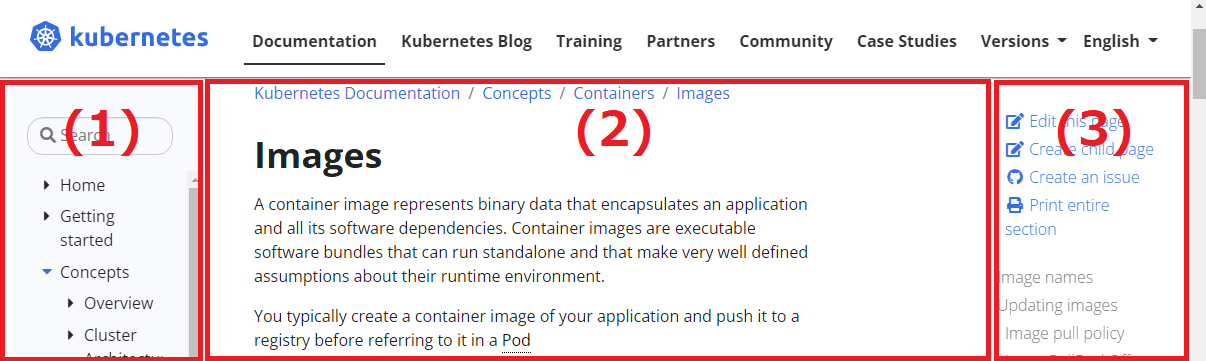 kubernetes
Documentation Kubernetes Blog Training Partners Community Case Studies Versions English
(1)
Search
Home
Getting
started
Concepts
Overview
Cluster
(2)
Kubernetes Documentation / Concepts / Containers / Images
Images
A container image represents binary data that encapsulates an application
and all its software dependencies. Container images are executable
software bundles that can run standalone and that make very well defined
assumptions about their runtime environment.
You typically create a container image of your application and push it to a
registry before referring to it in a Pod
(3)
Edit this page
Create child page
Create an issue
Print entire
section
Image names
Updating images
Image pull policy